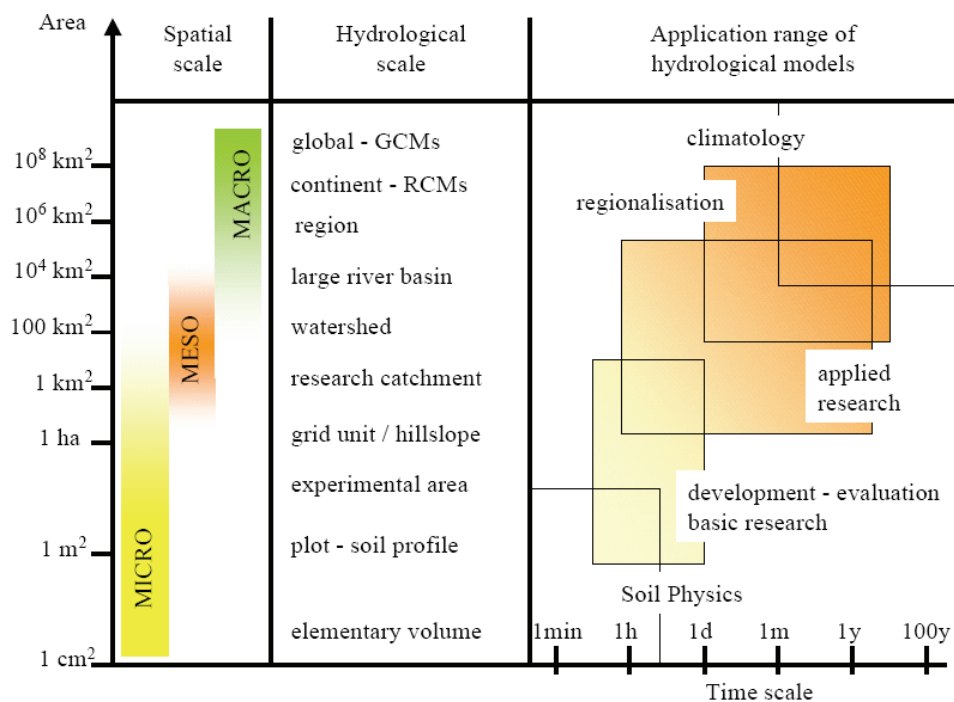 Area
Spatial
scale
Hydrological
scale
Application range of
hydrological models
10⁸ km²
10⁶ km²
10⁴ km²
100 km²
1 km²
1 ha
1 m²
1 cm²
MICRO
MESO
MACRO
global - GCMs
continent - RCMs
region
large river basin
watershed
research catchment
grid unit / hillslope
experimental area
plot - soil profile
elementary volume
climatology
regionalisation
applied
research
development - evaluation
basic research
Soil Physics
1min 1h 1d 1m 1y 100y
Time scale